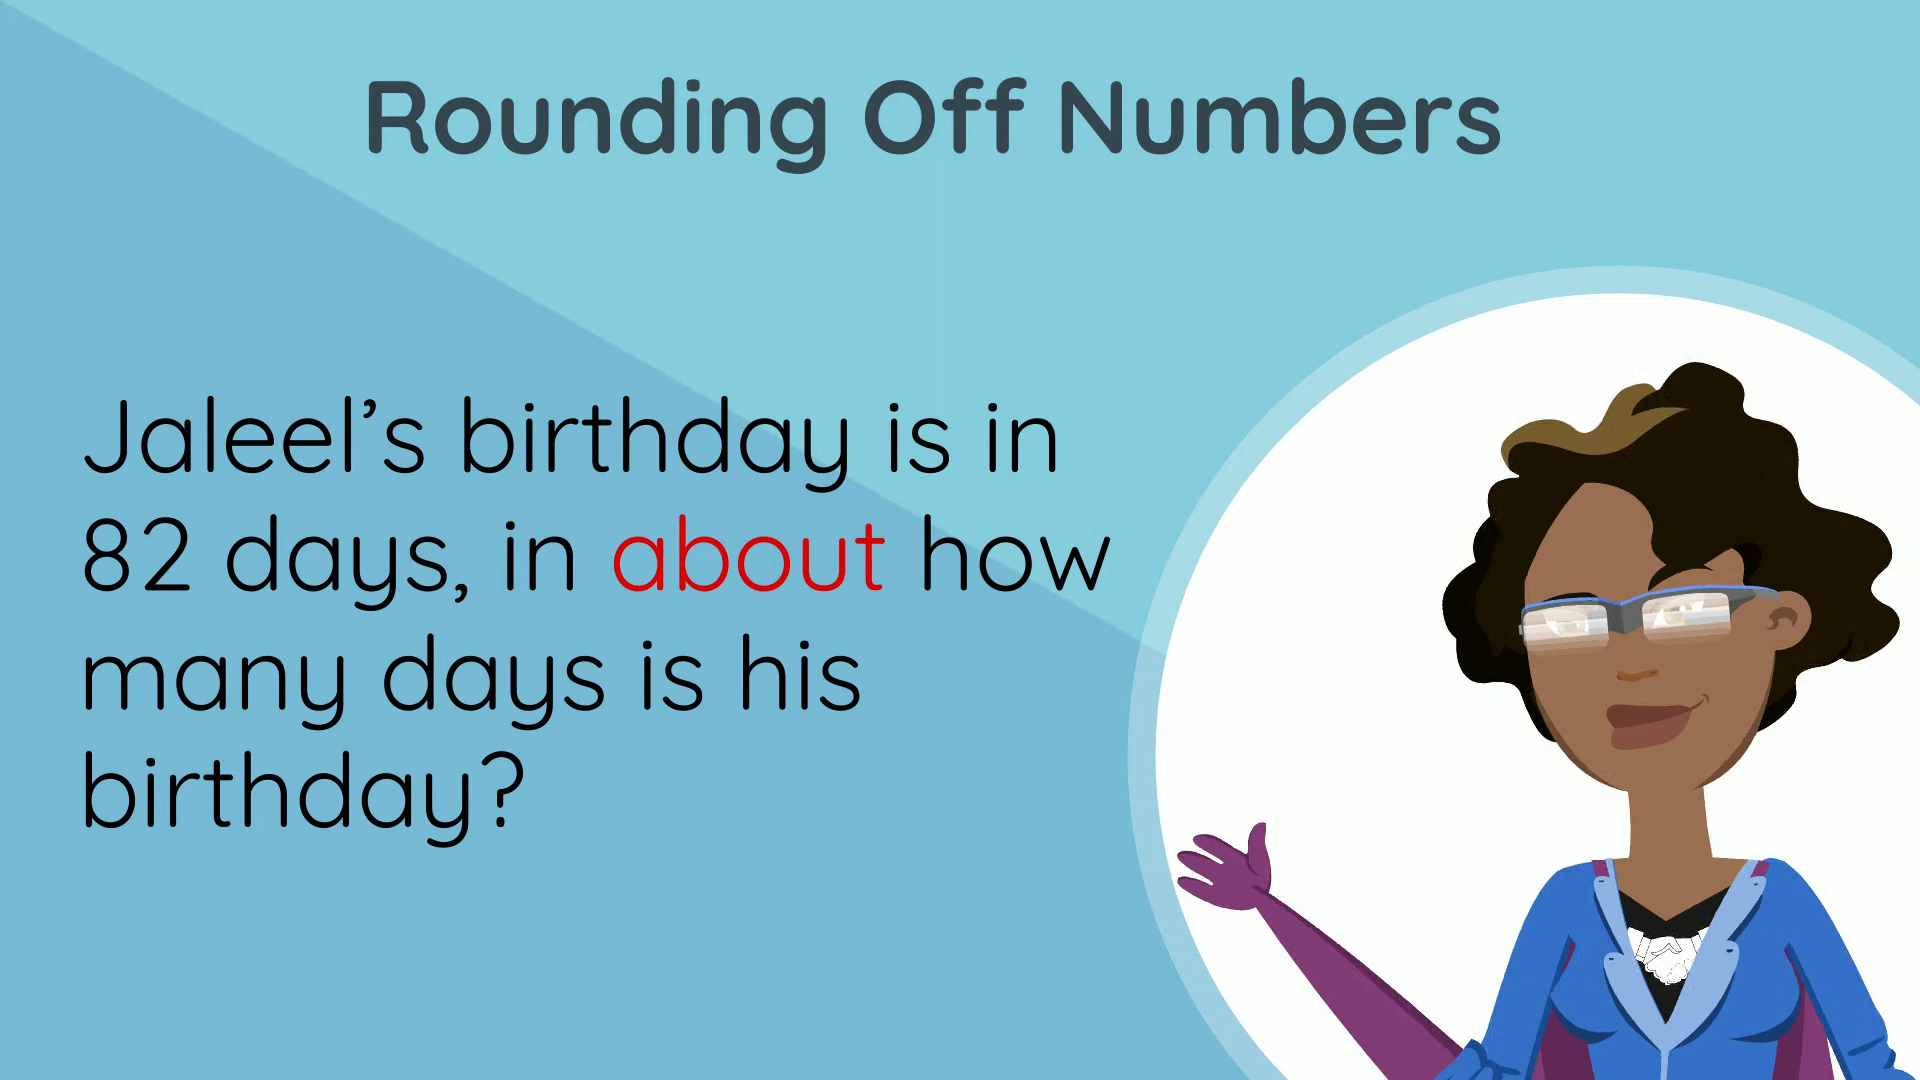 Rounding Off Numbers
Jaleel’s birthday is in
82 days, in about how
many days is his
birthday?